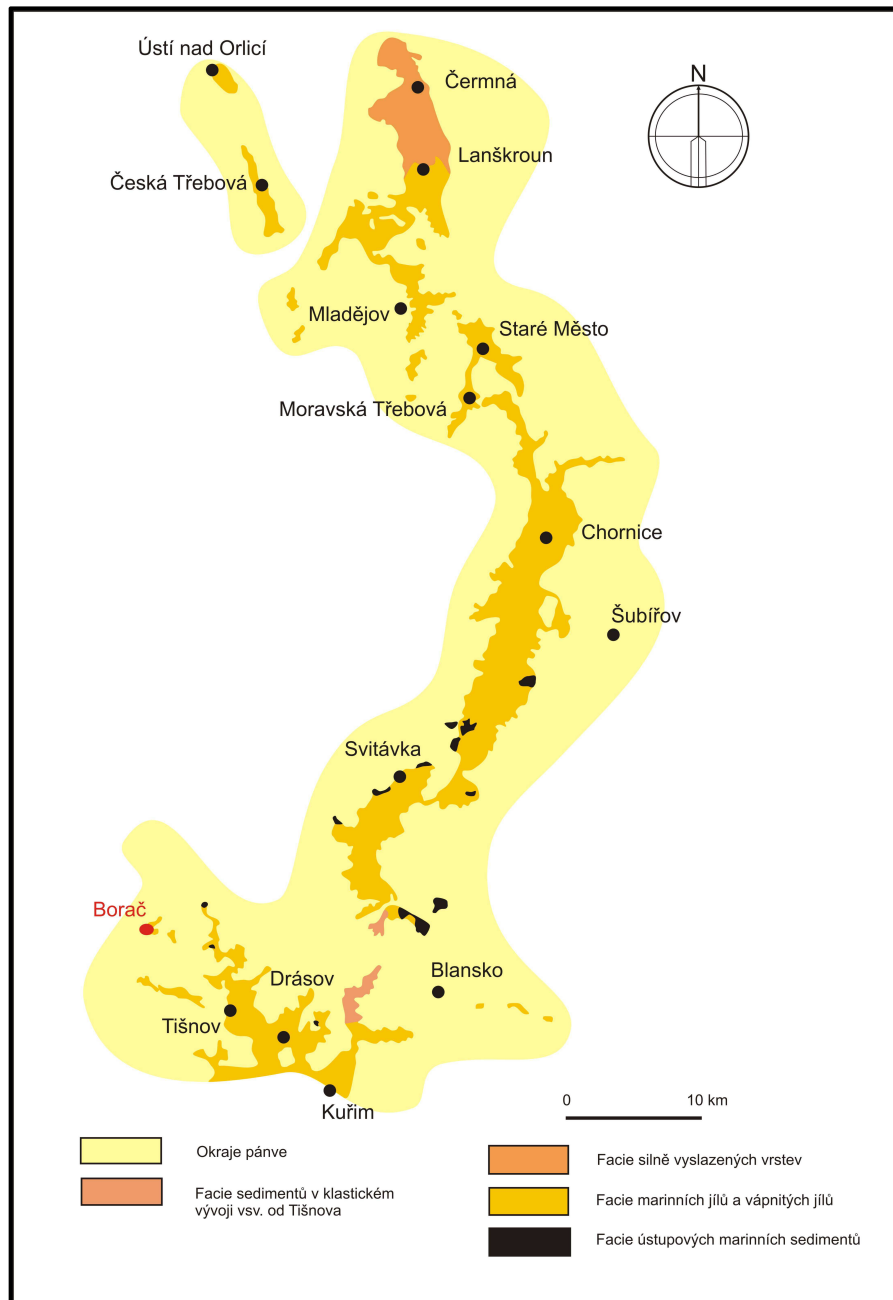 Ústí nad Orlicí
N
Čermná
Lanškroun
Česká Třebová
Mladějov
Staré Město
Moravská Třebová
Chornice
Šubířov
Svitávka
Borač
Blansko
Drásov
Tišnov
Kuřim
0 10 km
Okraje pánve
Facie sedimentů v klastickém
vývoji vsv. od Tišnova
Facie silně vyslazených vrstev
Facie marinních jílů a vápnitých jílů
Facie ústupových marinních sedimentů